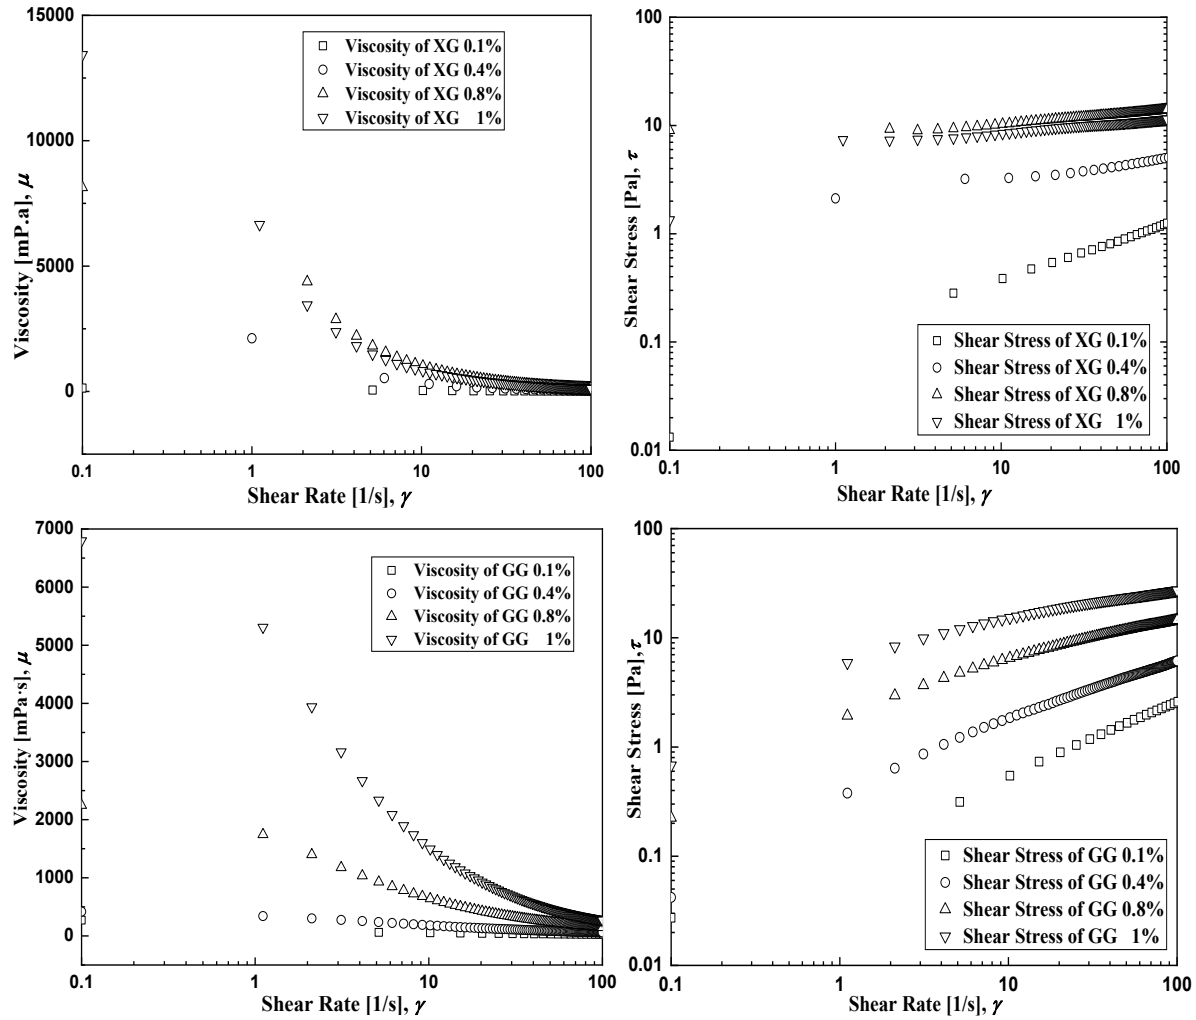 15000
10000
5000
0
Viscosity [mP.a], μ
Viscosity of XG 0.1%
Viscosity of XG 0.4%
Viscosity of XG 0.8%
Viscosity of XG 1%
0.1 1 10 100
Shear Rate [1/s], γ
100
10
1
0.1
0.01
Shear Stress [Pa], τ
Shear Stress of XG 0.1%
Shear Stress of XG 0.4%
Shear Stress of XG 0.8%
Shear Stress of XG 1%
0.1 1 10 100
Shear Rate [1/s], γ
7000
6000
5000
4000
3000
2000
1000
0
Viscosity [mPa·s], μ
Viscosity of GG 0.1%
Viscosity of GG 0.4%
Viscosity of GG 0.8%
Viscosity of GG 1%
0.1 1 10 100
Shear Rate [1/s], γ
100
10
1
0.1
0.01
Shear Stress [Pa],τ
Shear Stress of GG 0.1%
Shear Stress of GG 0.4%
Shear Stress of GG 0.8%
Shear Stress of GG 1%
0.1 1 10 100
Shear Rate [1/s], γ